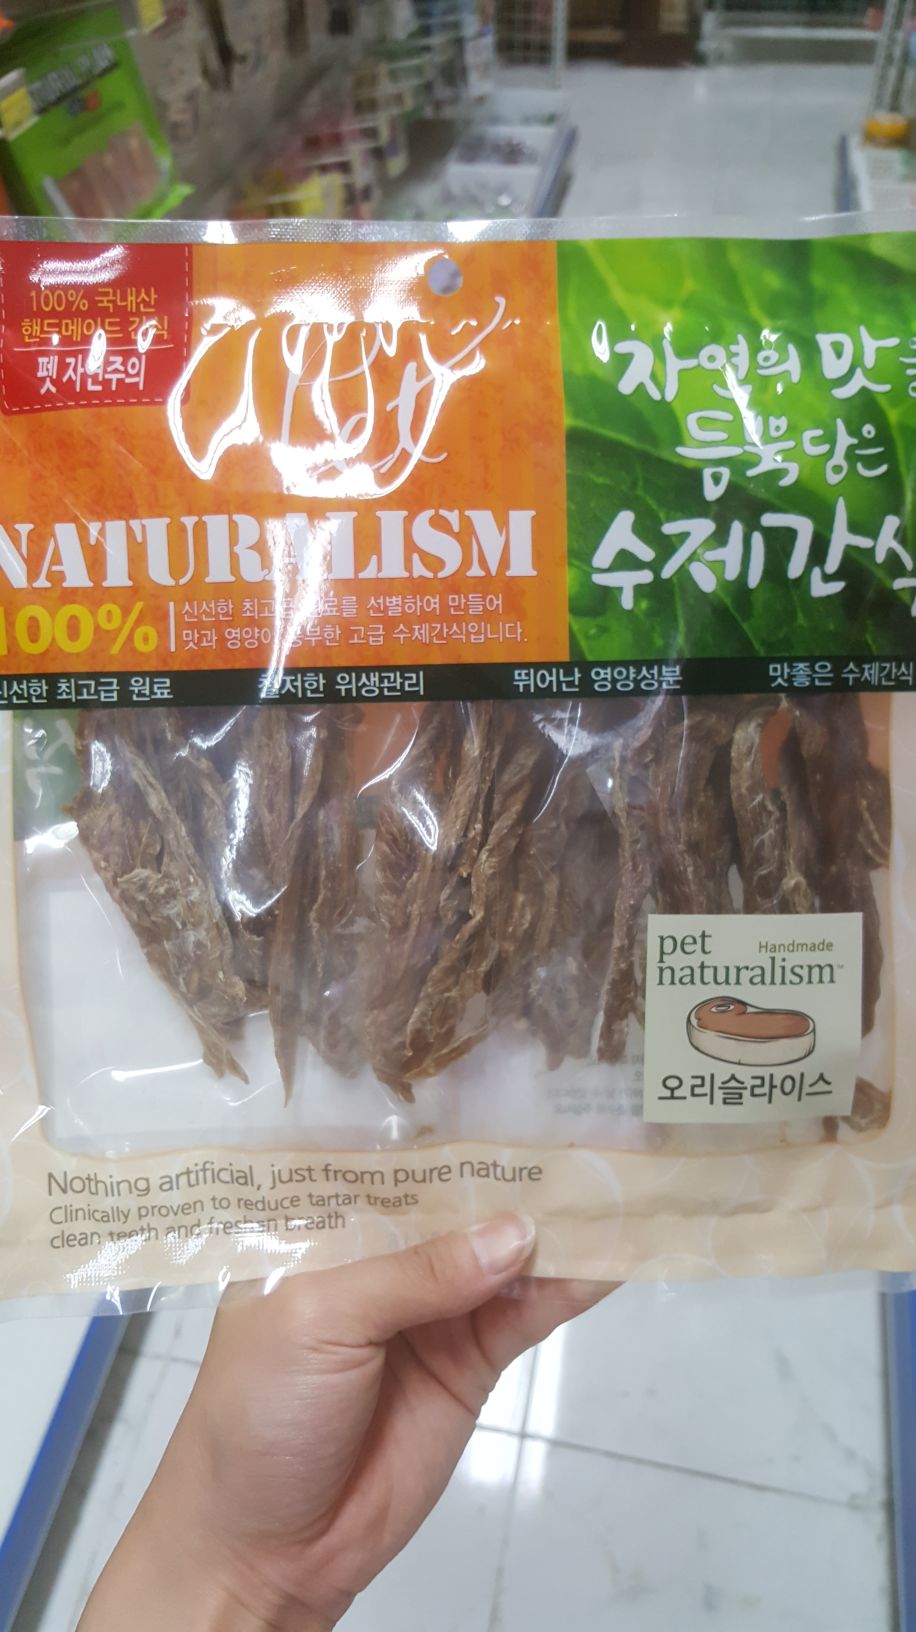 100% 국내산
핸드메이드 간식
펫 자연주의
Pet
NATURALISM
100%
신선한 최고급 원료를 선별하여 만들어
맛과 영양이 풍부한 고급 수제간식입니다.
자연의 맛을
듬뿍담은
수제간식
신선한 최고급 원료
철저한 위생관리
뛰어난 영양성분
맛좋은 수제간식
pet
Handmade
naturalism™
오리슬라이스
Nothing artificial, just from pure nature
Clinically proven to reduce tartar treats
clean teeth and freshen breath